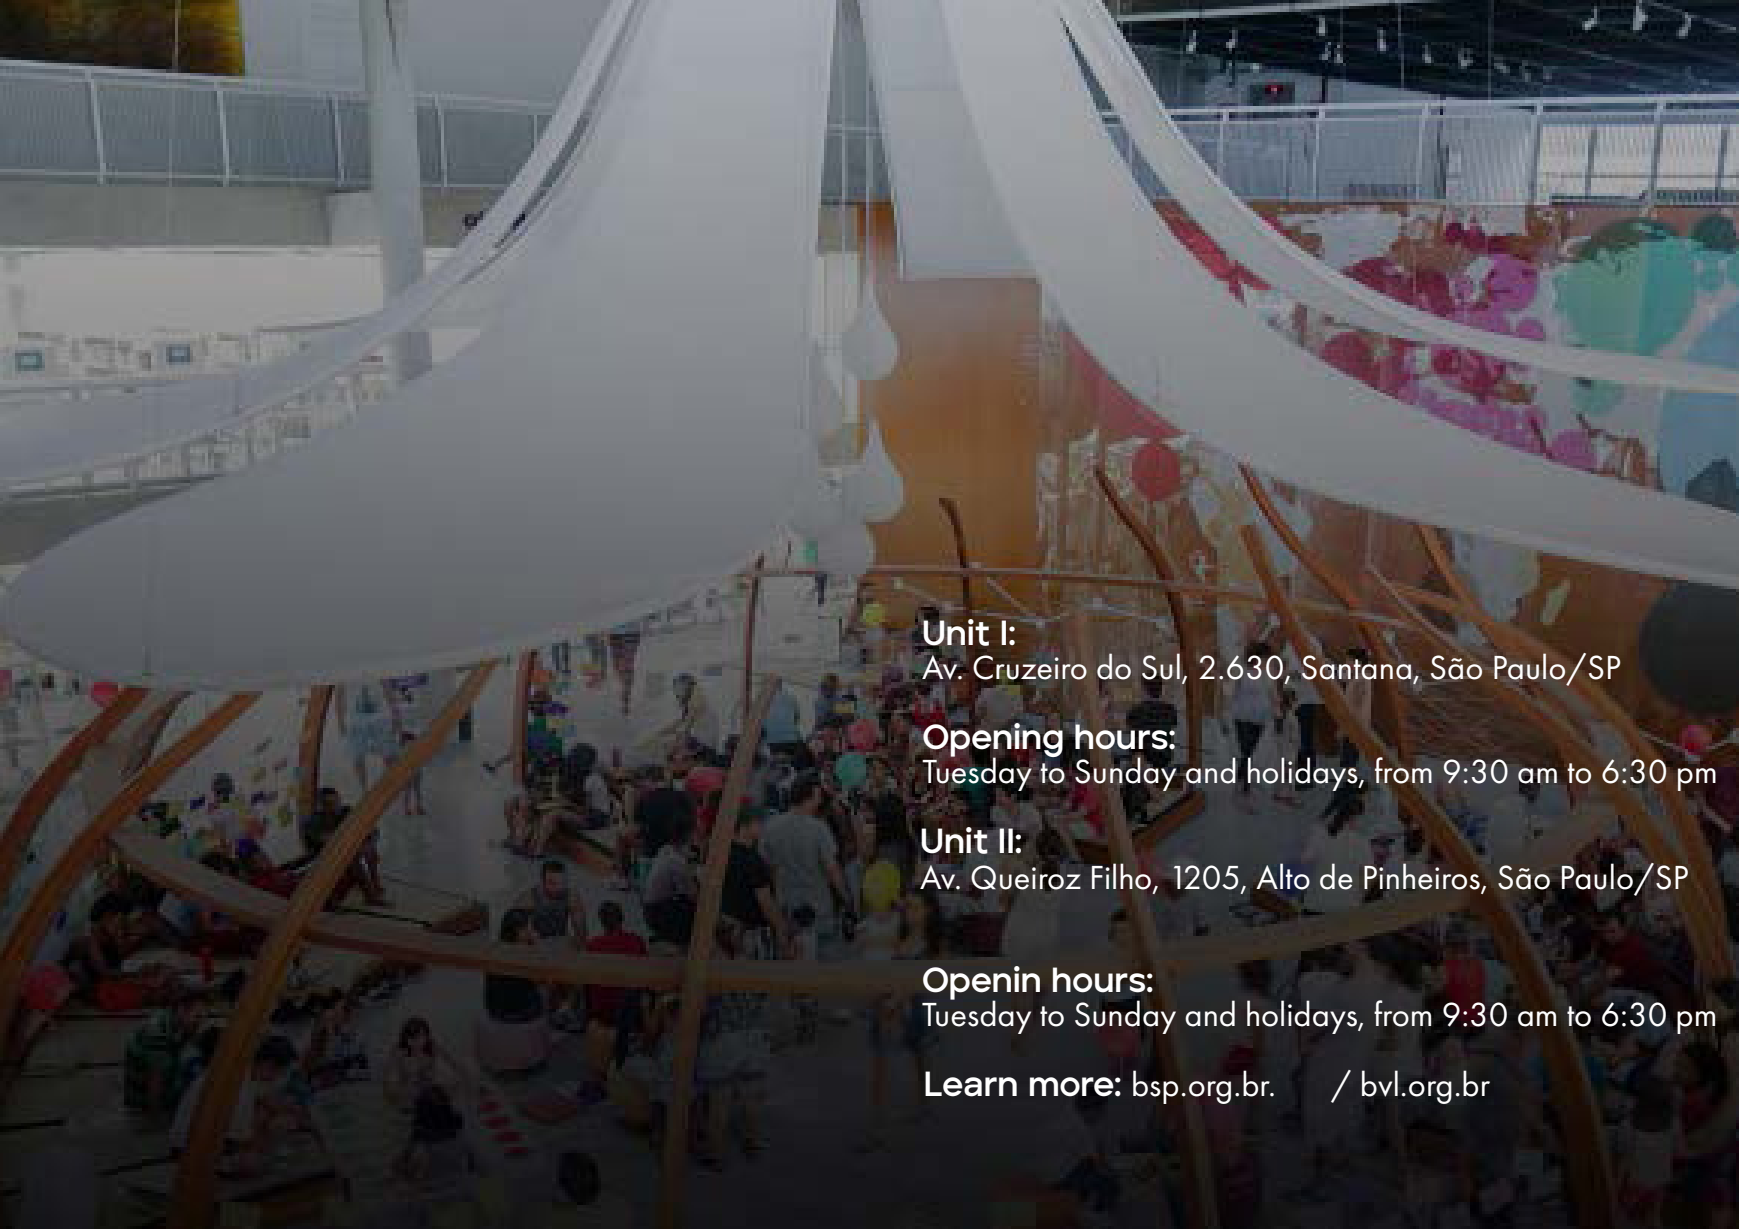 Unit I:
Av. Cruzeiro do Sul, 2.630, Santana, São Paulo/SP
Opening hours:
Tuesday to Sunday and holidays, from 9:30 am to 6:30 pm
Unit II:
Av. Queiroz Filho, 1205, Alto de Pinheiros, São Paulo/SP
Openin hours:
Tuesday to Sunday and holidays, from 9:30 am to 6:30 pm
Learn more: bsp.org.br. / bvl.org.br